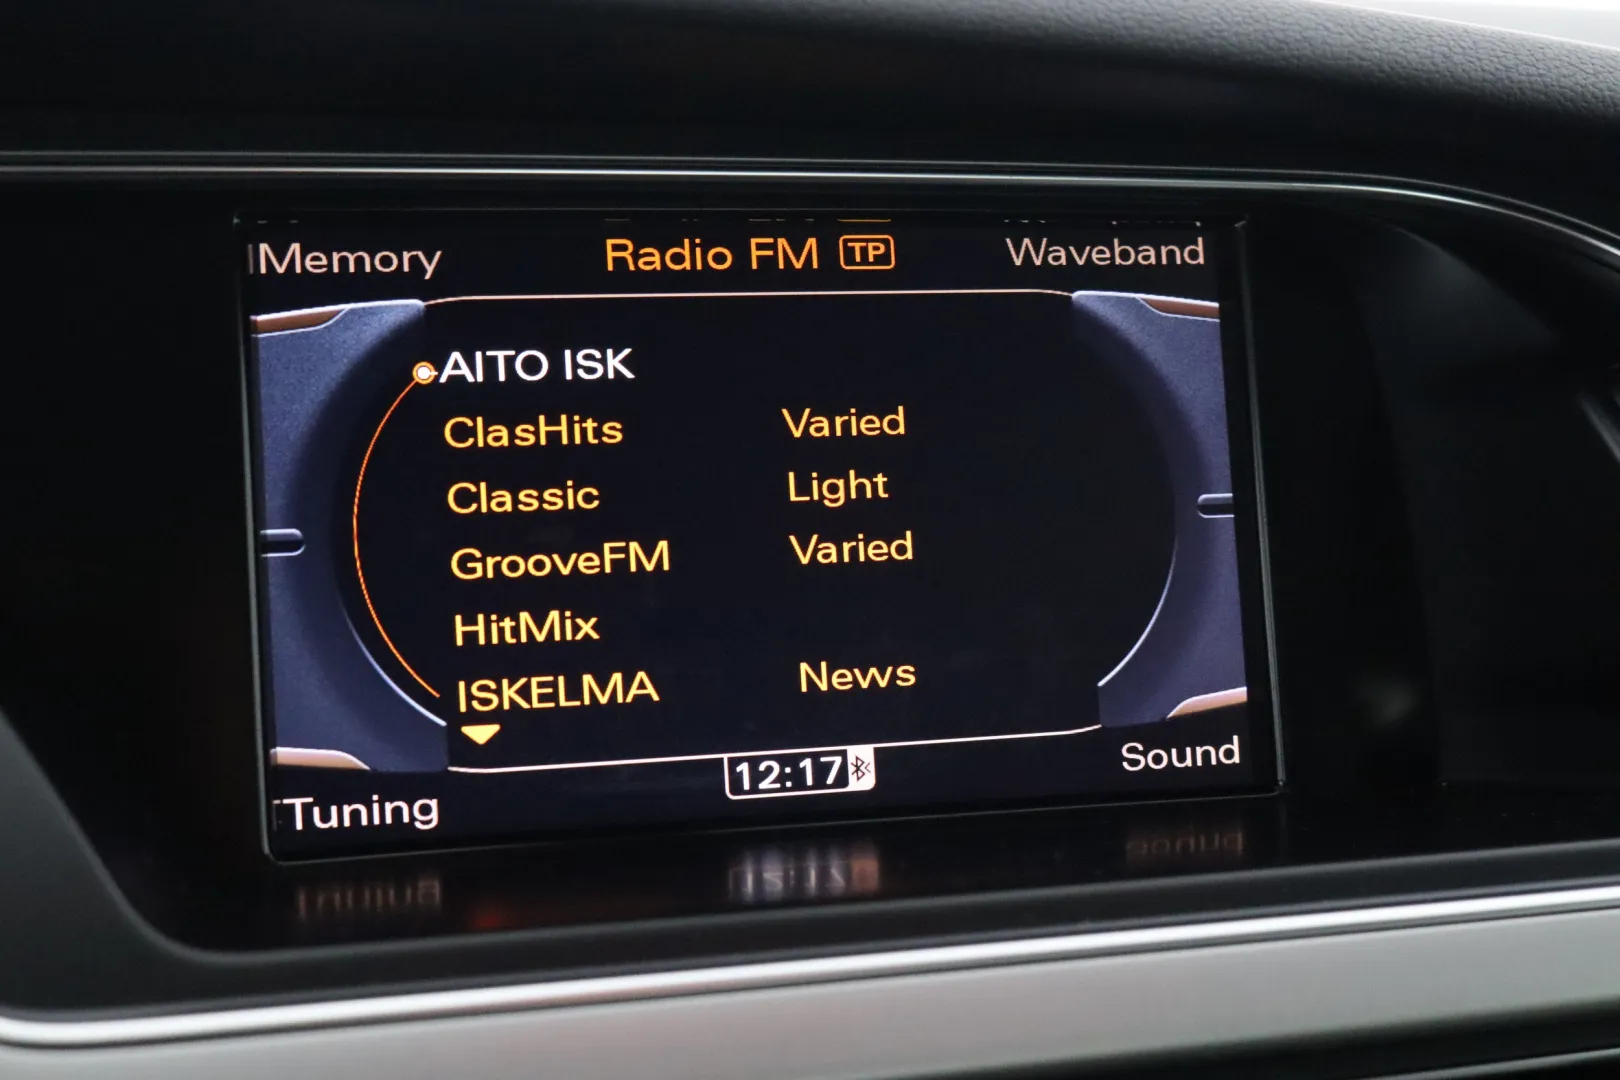 Memory Radio FM TP Waveband
AITO ISK
ClasHits Varied
Classic Light
GrooveFM Varied
HitMix
ISKELMA News
12:17
Tuning Sound